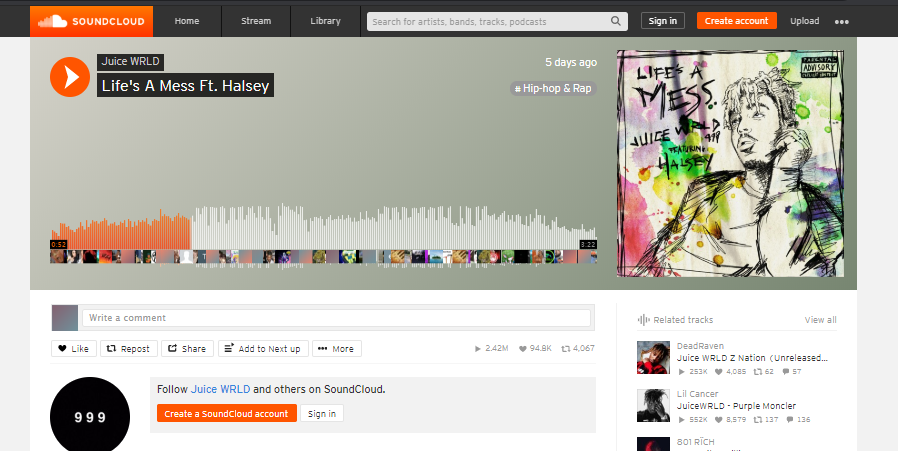 SOUNDCLOUD
Home
Stream
Library
Search for artists, bands, tracks, podcasts
Sign in
Create account
Upload
•••
Juice WRLD
Life's A Mess Ft. Halsey
5 days ago
# Hip-hop & Rap
0:52
3:22
LIFE'S A
MESS.
JUICE WRLD
999
FEATURING
HALSEY
PARENTAL
ADVISORY
EXPLICIT CONTENT
Write a comment
Like
Repost
Share
Add to Next up
••• More
2.42M
94.8K
4,067
999
Follow Juice WRLD and others on SoundCloud.
Create a SoundCloud account
Sign in
Related tracks
View all
DeadRaven
Juice WRLD Z Nation (Unreleased...
253K
4,085
62
57
Lil Cancer
JuiceWRLD - Purple Moncler
552K
8,579
137
136
801 RÏCH